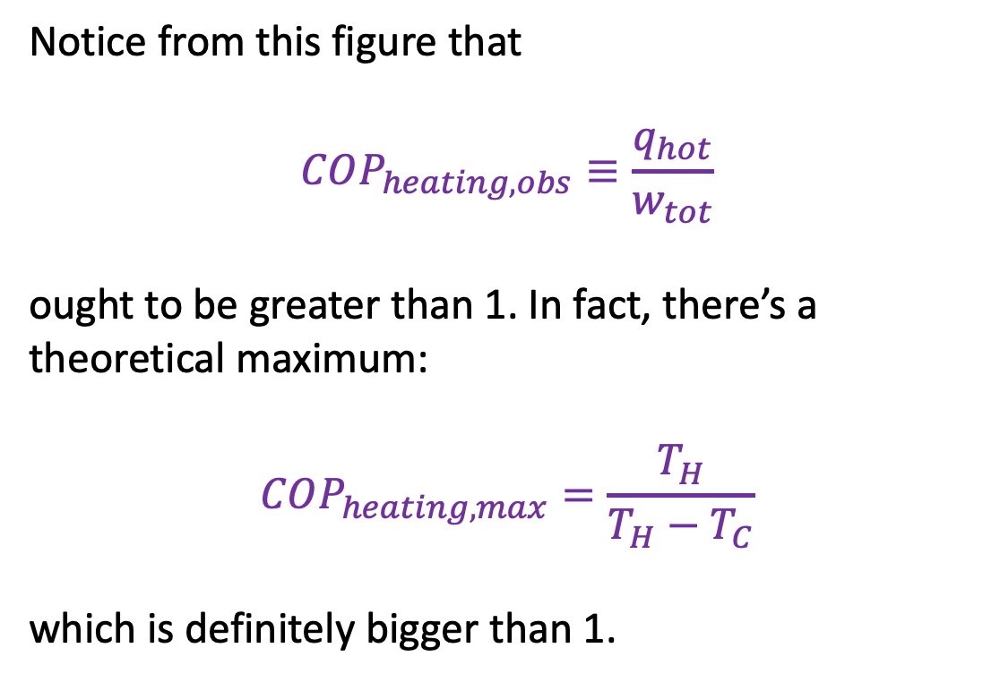 Notice from this figure that
COP_{heating,obs} ≡ \frac{q_{hot}}{w_{tot}}
ought to be greater than 1. In fact, there’s a
theoretical maximum:
COP_{heating,max} = \frac{T_H}{T_H − T_C}
which is definitely bigger than 1.